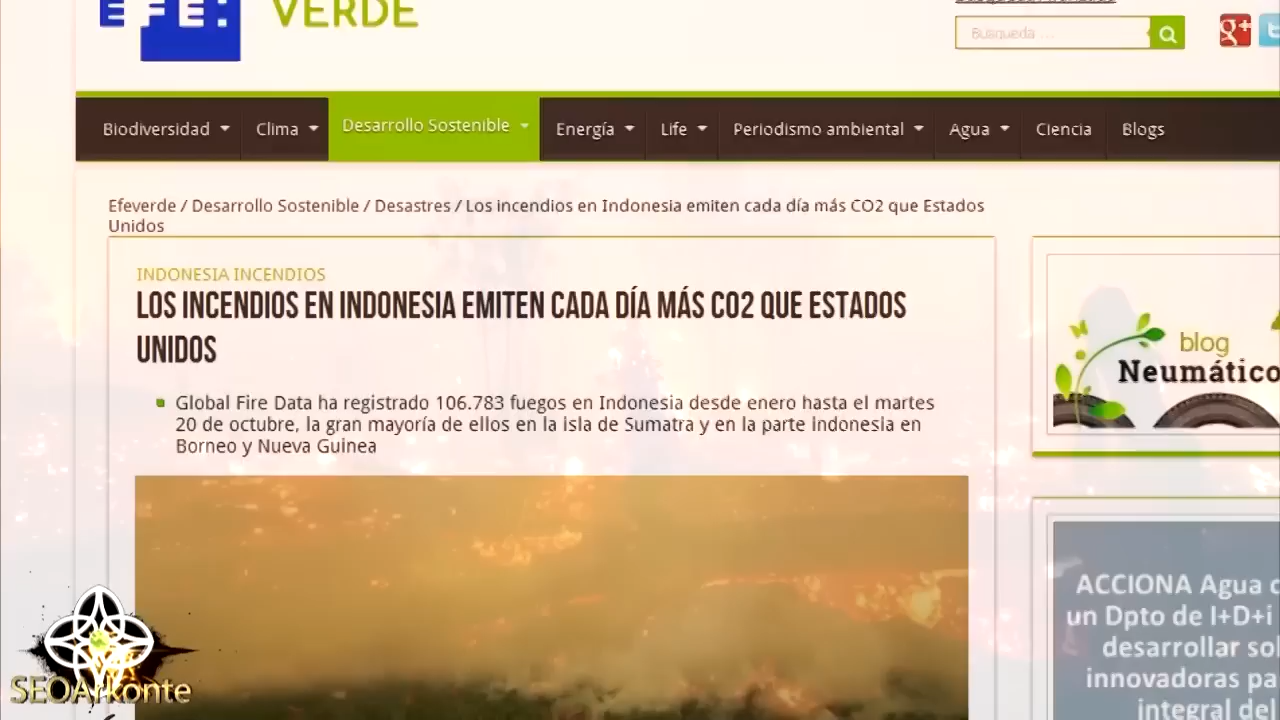 EFE:
VERDE
Busqueda ...
g+
Biodiversidad
Clima
Desarrollo Sostenible
Energía
Life
Periodismo ambiental
Agua
Ciencia
Blogs
Efeverde / Desarrollo Sostenible / Desastres / Los incendios en Indonesia emiten cada día más CO2 que Estados
Unidos
INDONESIA INCENDIOS
LOS INCENDIOS EN INDONESIA EMITEN CADA DÍA MÁS CO2 QUE ESTADOS
UNIDOS
Global Fire Data ha registrado 106.783 fuegos en Indonesia desde enero hasta el martes
20 de octubre, la gran mayoría de ellos en la isla de Sumatra y en la parte indonesia en
Borneo y Nueva Guinea
blog
Neumático
ACCIONA Agua c
un Dpto de I+D+i
desarrollar sol
innovadoras pa
integral del
SEOArkonte